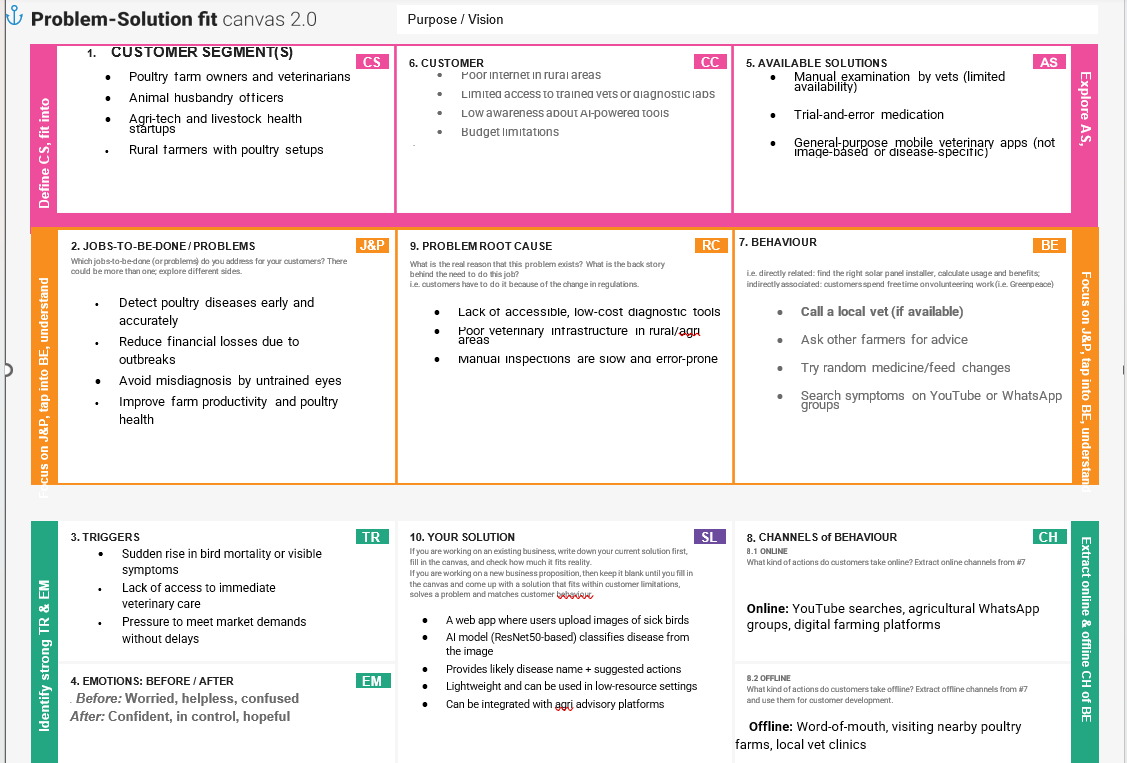 Problem-Solution fit canvas 2.0
Purpose / Vision
Define CS, fit into
1. CUSTOMER SEGMENT(S)
CS
• Poultry farm owners and veterinarians
• Animal husbandry officers
• Agri-tech and livestock health
startups
• Rural farmers with poultry setups
6. CUSTOMER
CC
• Poor internet in rural areas
• Limited access to trained vets or diagnostic labs
• Low awareness about AI-powered tools
• Budget limitations
5. AVAILABLE SOLUTIONS
AS
• Manual examination by vets (limited
availability)
• Trial-and-error medication
• General-purpose mobile veterinary apps (not
image-based or disease-specific)
Explore AS,
Focus on J&P, tap into BE, understand
2. JOBS-TO-BE-DONE / PROBLEMS
J&P
Which jobs-to-be-done (or problems) do you address for your customers? There
could be more than one; explore different sides.
• Detect poultry diseases early and
accurately
• Reduce financial losses due to
outbreaks
• Avoid misdiagnosis by untrained eyes
• Improve farm productivity and poultry
health
9. PROBLEM ROOT CAUSE
RC
What is the real reason that this problem exists? What is the back story
behind the need to do this job?
i.e. customers have to do it because of the change in regulations.
• Lack of accessible, low-cost diagnostic tools
• Poor veterinary infrastructure in rural/agri
areas
• Manual inspections are slow and error-prone
7. BEHAVIOUR
BE
i.e. directly related: find the right solar panel installer, calculate usage and benefits;
indirectly associated: customers spend free time on volunteering work (i.e. Greenpeace)
• Call a local vet (if available)
• Ask other farmers for advice
• Try random medicine/feed changes
• Search symptoms on YouTube or WhatsApp
groups
Focus on J&P, tap into BE, understand
Identify strong TR & EM
3. TRIGGERS
TR
• Sudden rise in bird mortality or visible
symptoms
• Lack of access to immediate
veterinary care
• Pressure to meet market demands
without delays
4. EMOTIONS: BEFORE / AFTER
EM
. Before: Worried, helpless, confused
After: Confident, in control, hopeful
10. YOUR SOLUTION
SL
If you are working on an existing business, write down your current solution first,
fill in the canvas, and check how much it fits reality.
If you are working on a new business proposition, then keep it blank until you fill in
the canvas and come up with a solution that fits within customer limitations,
solves a problem and matches customer behaviour.
• A web app where users upload images of sick birds
• AI model (ResNet50-based) classifies disease from
the image
• Provides likely disease name + suggested actions
• Lightweight and can be used in low-resource settings
• Can be integrated with agri advisory platforms
8. CHANNELS of BEHAVIOUR
CH
8.1 ONLINE
What kind of actions do customers take online? Extract online channels from #7
Online: YouTube searches, agricultural WhatsApp
groups, digital farming platforms
8.2 OFFLINE
What kind of actions do customers take offline? Extract offline channels from #7
and use them for customer development.
Offline: Word-of-mouth, visiting nearby poultry
farms, local vet clinics
Extract online & offline CH of BE